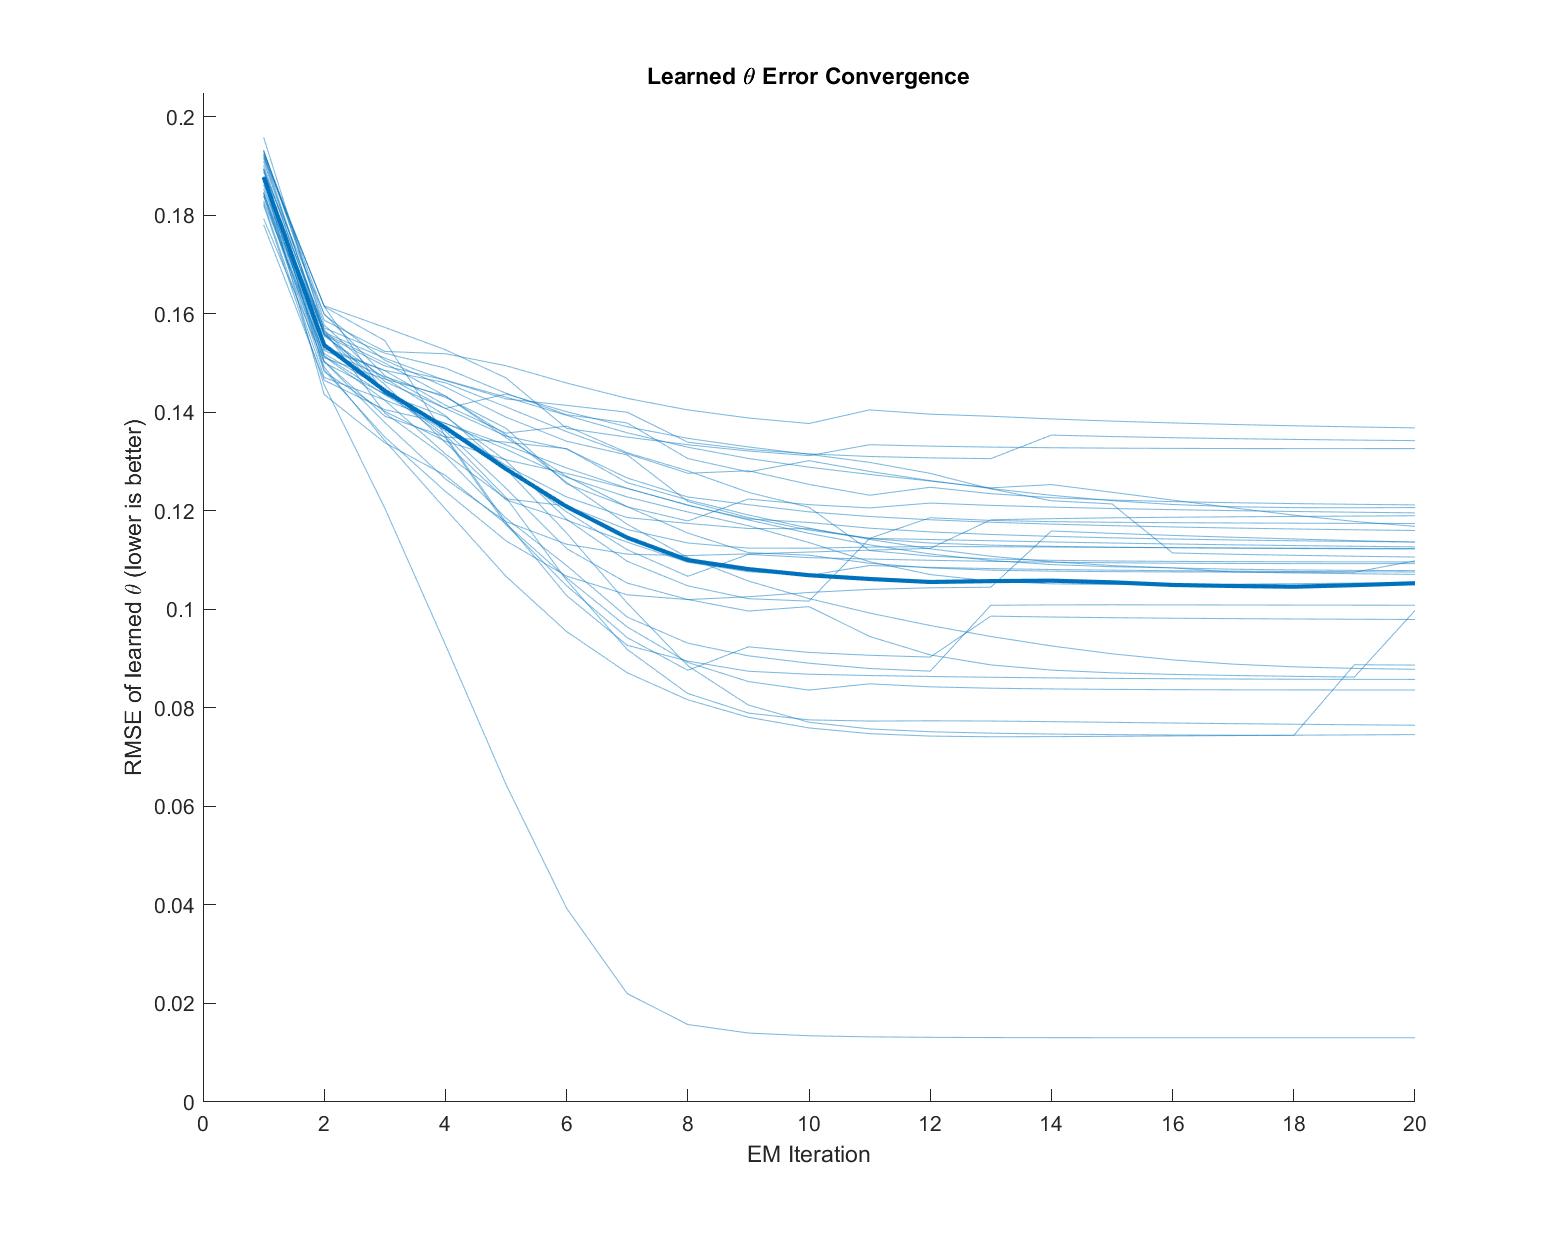 Learned θ Error Convergence
RMSE of learned θ (lower is better)
0.2
0.18
0.16
0.14
0.12
0.1
0.08
0.06
0.04
0.02
0
0 2 4 6 8 10 12 14 16 18 20
EM Iteration